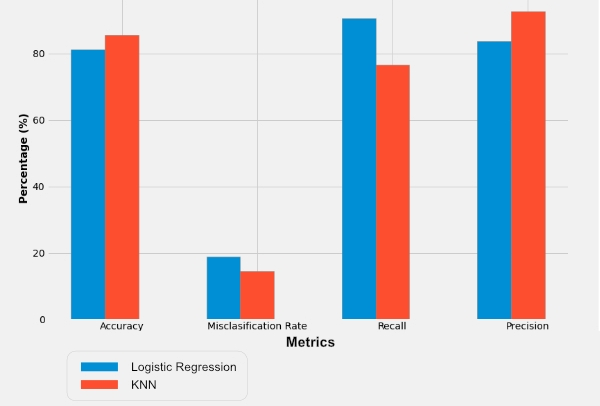 80
60
40
20
0
Percentage (%)
Accuracy Misclasification Rate Recall Precision
Metrics
Logistic Regression
KNN